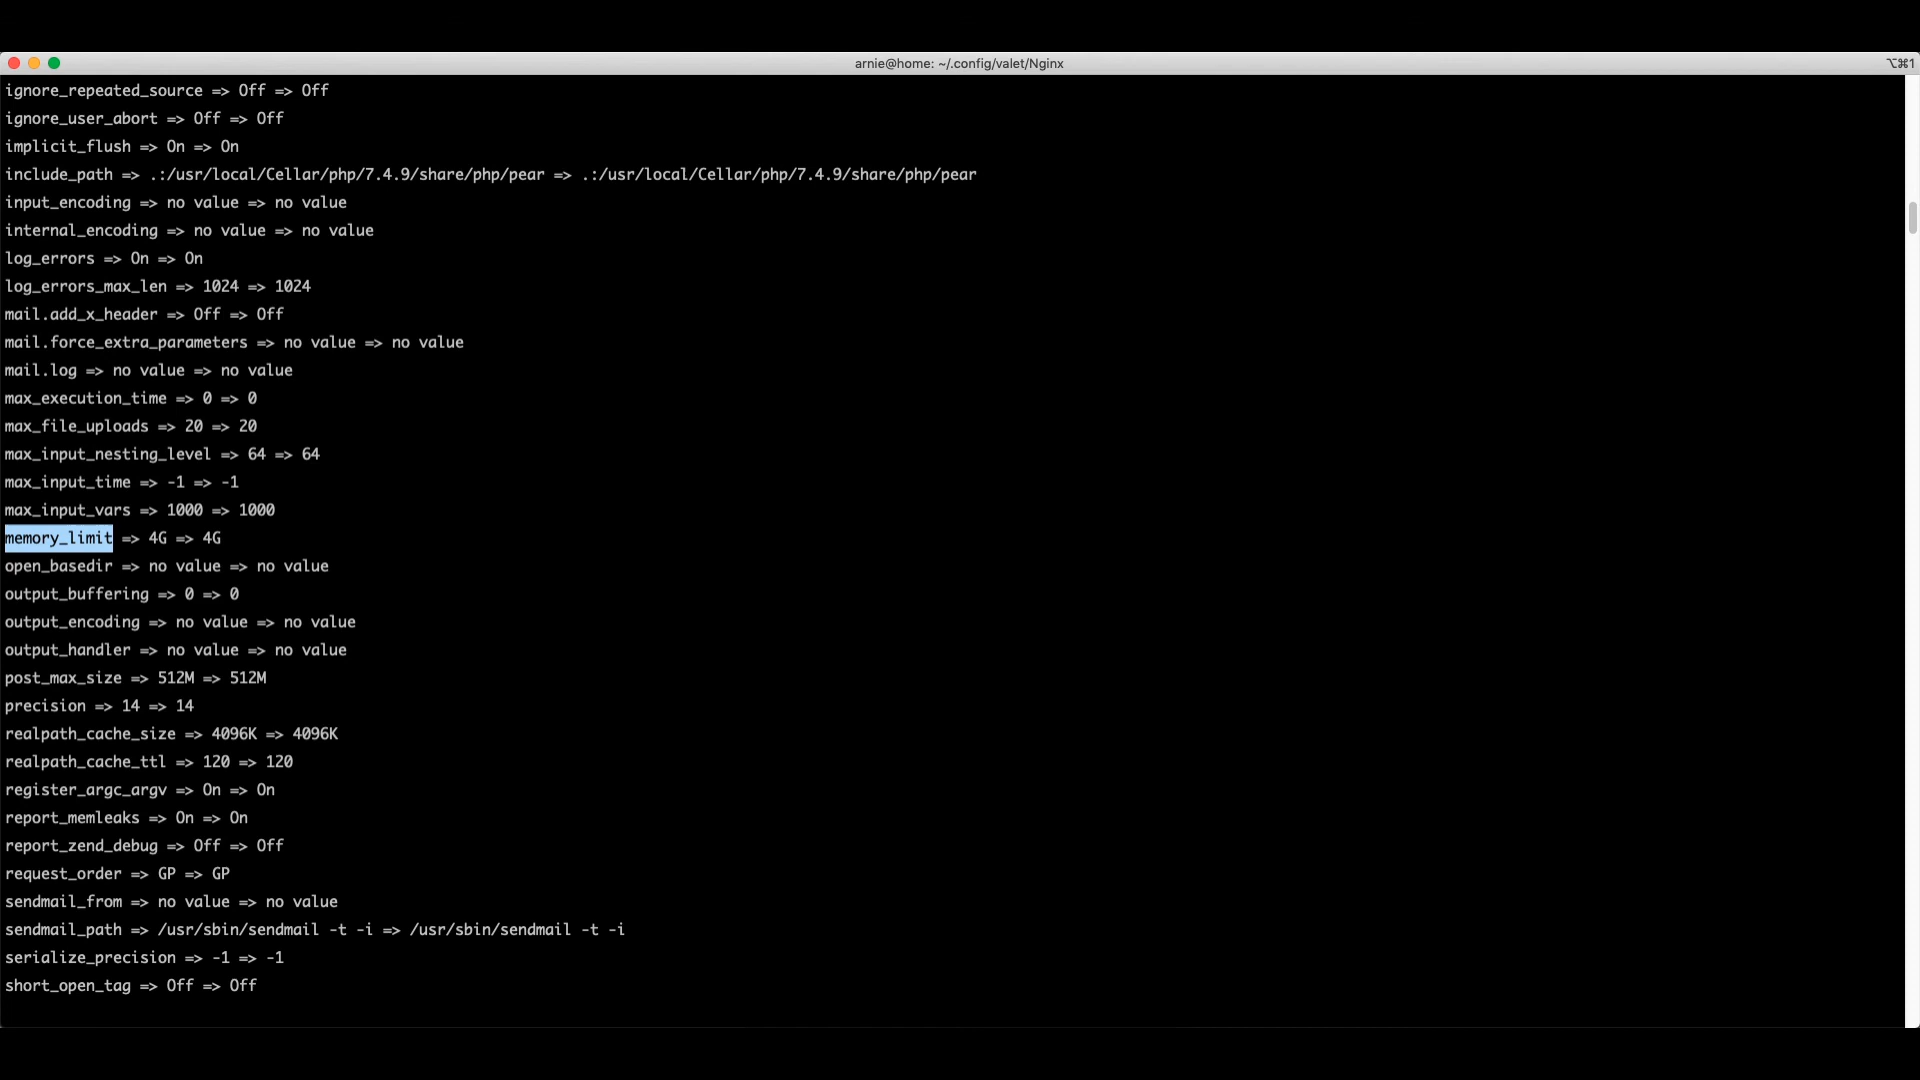 arnie@home: ~/.config/valet/Nginx
⌥⌘1
ignore_repeated_source => Off => Off
ignore_user_abort => Off => Off
implicit_flush => On => On
include_path => .:/usr/local/Cellar/php/7.4.9/share/php/pear => .:/usr/local/Cellar/php/7.4.9/share/php/pear
input_encoding => no value => no value
internal_encoding => no value => no value
log_errors => On => On
log_errors_max_len => 1024 => 1024
mail.add_x_header => Off => Off
mail.force_extra_parameters => no value => no value
mail.log => no value => no value
max_execution_time => 0 => 0
max_file_uploads => 20 => 20
max_input_nesting_level => 64 => 64
max_input_time => -1 => -1
max_input_vars => 1000 => 1000
memory_limit => 4G => 4G
open_basedir => no value => no value
output_buffering => 0 => 0
output_encoding => no value => no value
output_handler => no value => no value
post_max_size => 512M => 512M
precision => 14 => 14
realpath_cache_size => 4096K => 4096K
realpath_cache_ttl => 120 => 120
register_argc_argv => On => On
report_memleaks => On => On
report_zend_debug => Off => Off
request_order => GP => GP
sendmail_from => no value => no value
sendmail_path => /usr/sbin/sendmail -t -i => /usr/sbin/sendmail -t -i
serialize_precision => -1 => -1
short_open_tag => Off => Off